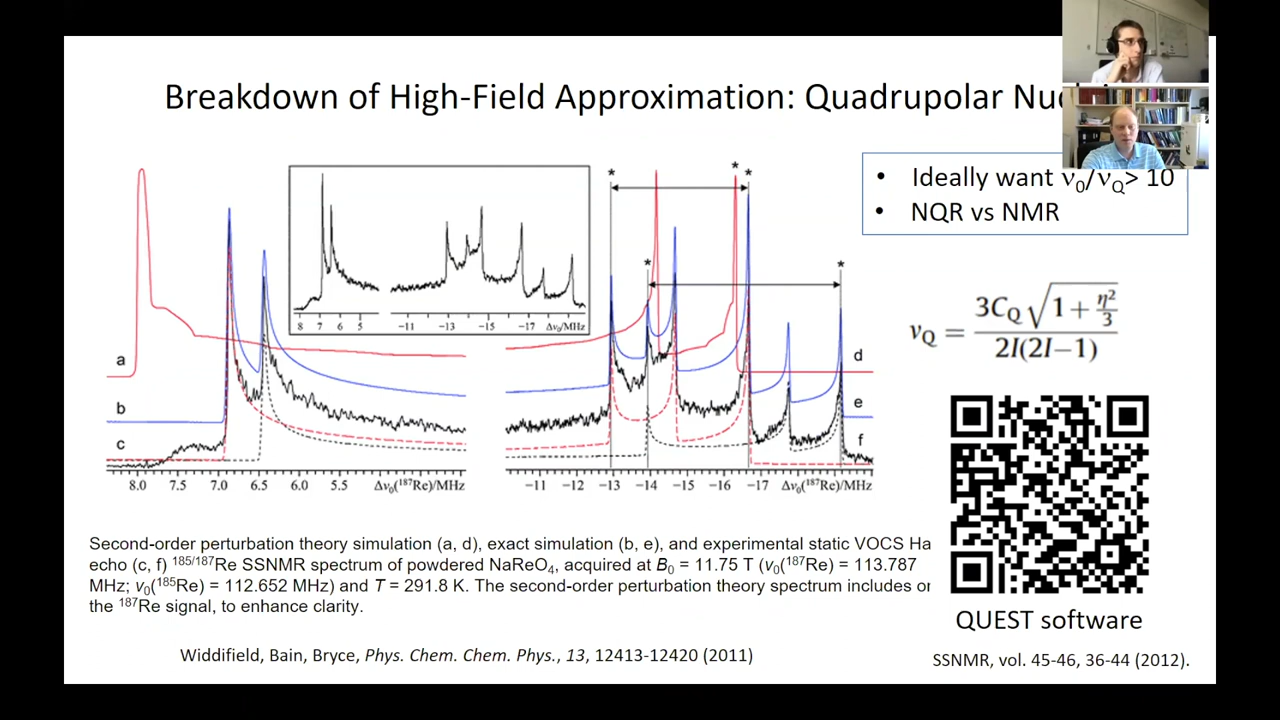 Breakdown of High-Field Approximation: Quadrupolar
• Ideally want ν0/νQ> 10
• NQR vs NMR
* * * * * *
8 7 6 5 −11 −13 −15 −17 Δν0/MHz
νQ = 3CQ√(1 + η²/3) / 2I(2I−1)
a
b
c
d
e
f
8.0 7.5 7.0 6.5 6.0 5.5 Δν0(187Re)/MHz
−11 −12 −13 −14 −15 −16 −17 Δν0(187Re)/MHz
Second-order perturbation theory simulation (a, d), exact simulation (b, e), and experimental static VOCS Ha
echo (c, f) 185/187Re SSNMR spectrum of powdered NaReO4, acquired at B0 = 11.75 T (ν0(187Re) = 113.787
MHz; ν0(185Re) = 112.652 MHz) and T = 291.8 K. The second-order perturbation theory spectrum includes or
the 187Re signal, to enhance clarity.
QUEST software
Widdifield, Bain, Bryce, Phys. Chem. Chem. Phys., 13, 12413-12420 (2011)
SSNMR, vol. 45-46, 36-44 (2012).